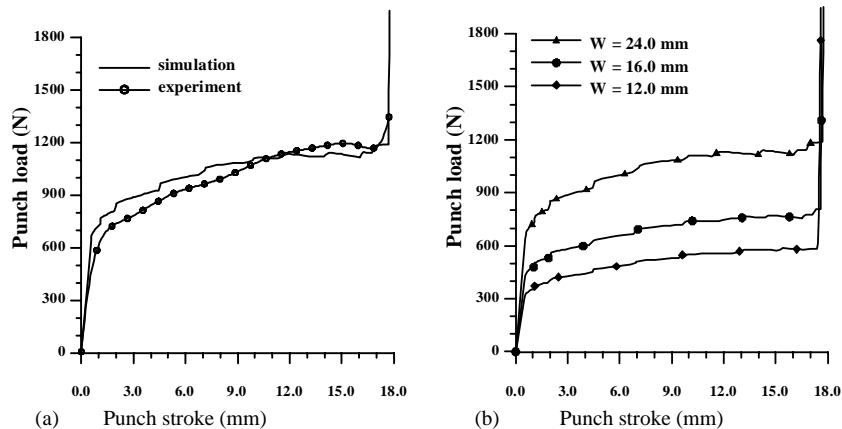 1800
1500
1200
900
600
300
0
Punch load (N)
simulation
experiment
0.0 3.0 6.0 9.0 12.0 15.0 18.0
(a) Punch stroke (mm)
1800
1500
1200
900
600
300
0
Punch load (N)
W = 24.0 mm
W = 16.0 mm
W = 12.0 mm
0.0 3.0 6.0 9.0 12.0 15.0 18.0
(b) Punch stroke (mm)